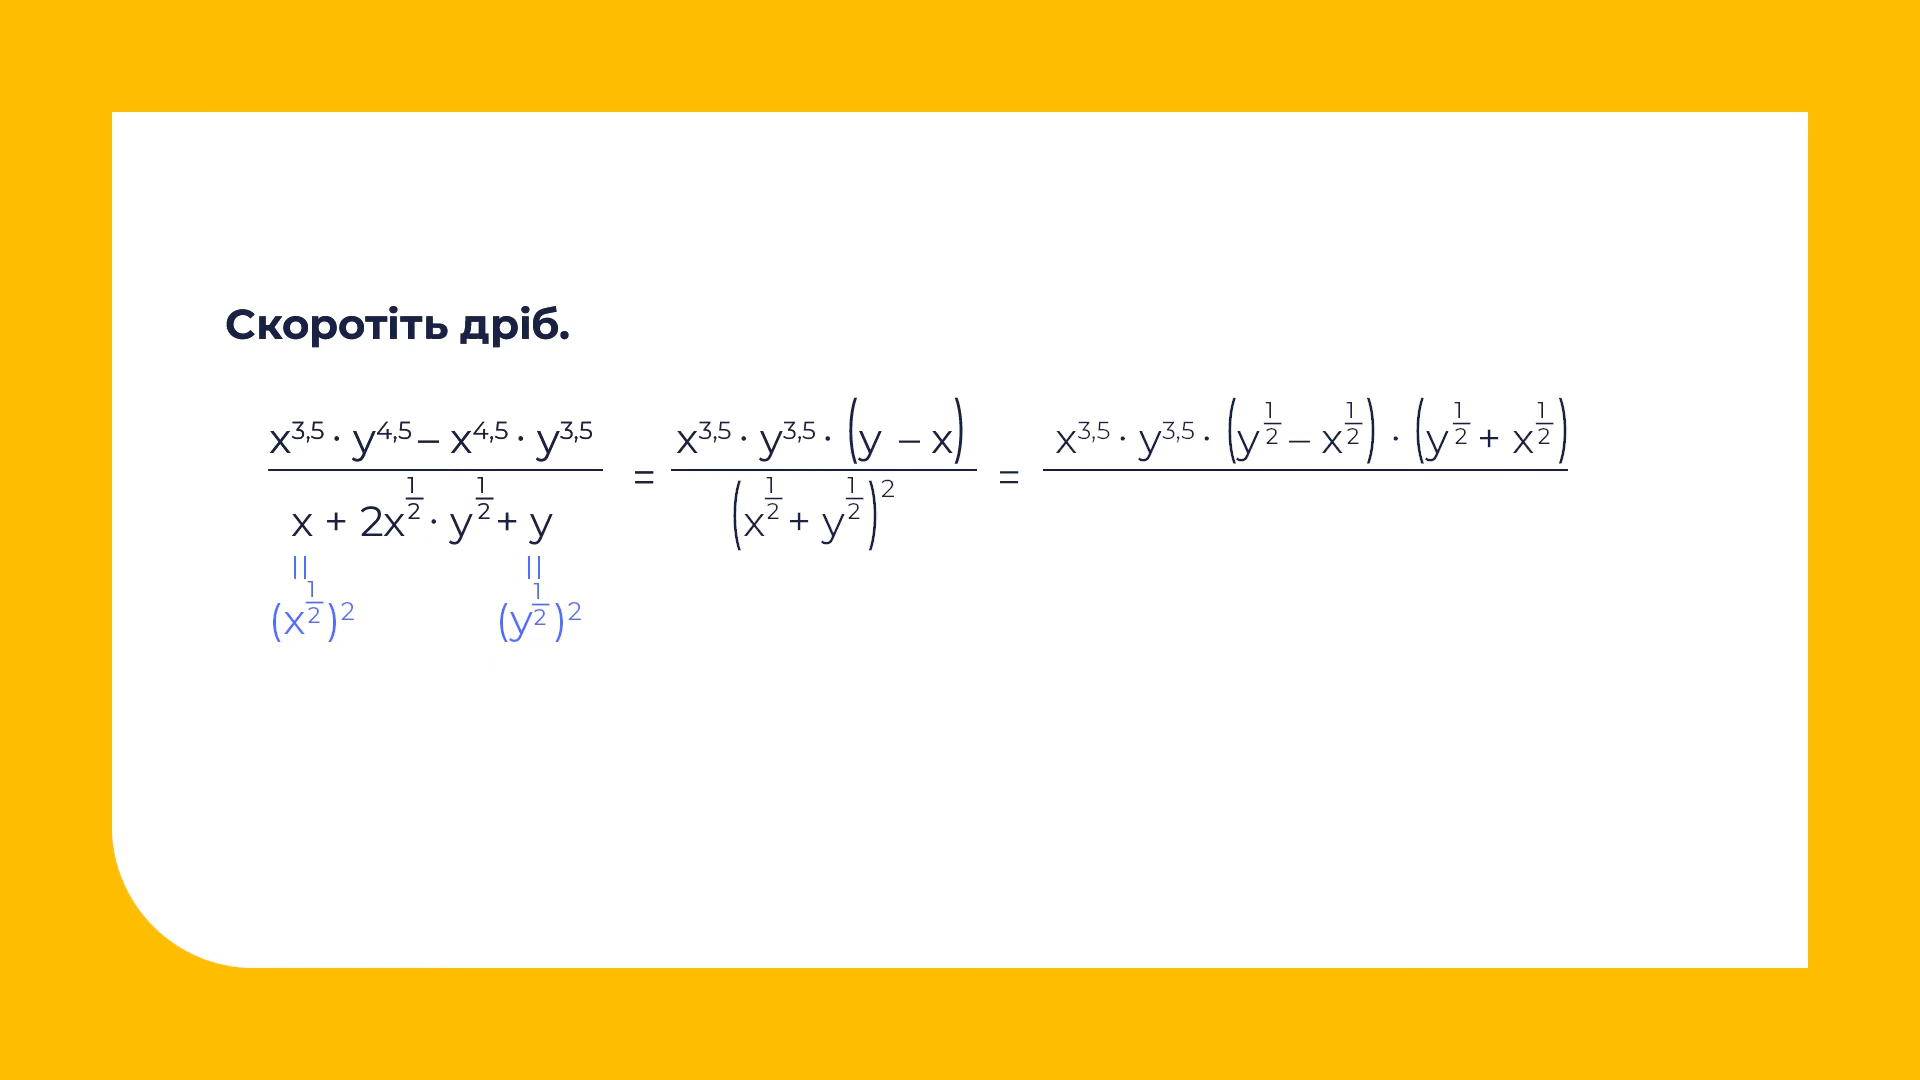 Скоротіть дріб.
x^{3,5} · y^{4,5} – x^{4,5} · y^{3,5} / x + 2x^{1/2} · y^{1/2} + y = x^{3,5} · y^{3,5} · (y – x) / (x^{1/2} + y^{1/2})^2 = x^{3,5} · y^{3,5} · (y^{1/2} – x^{1/2}) · (y^{1/2} + x^{1/2})
= =
(x^{1/2})^2 (y^{1/2})^2